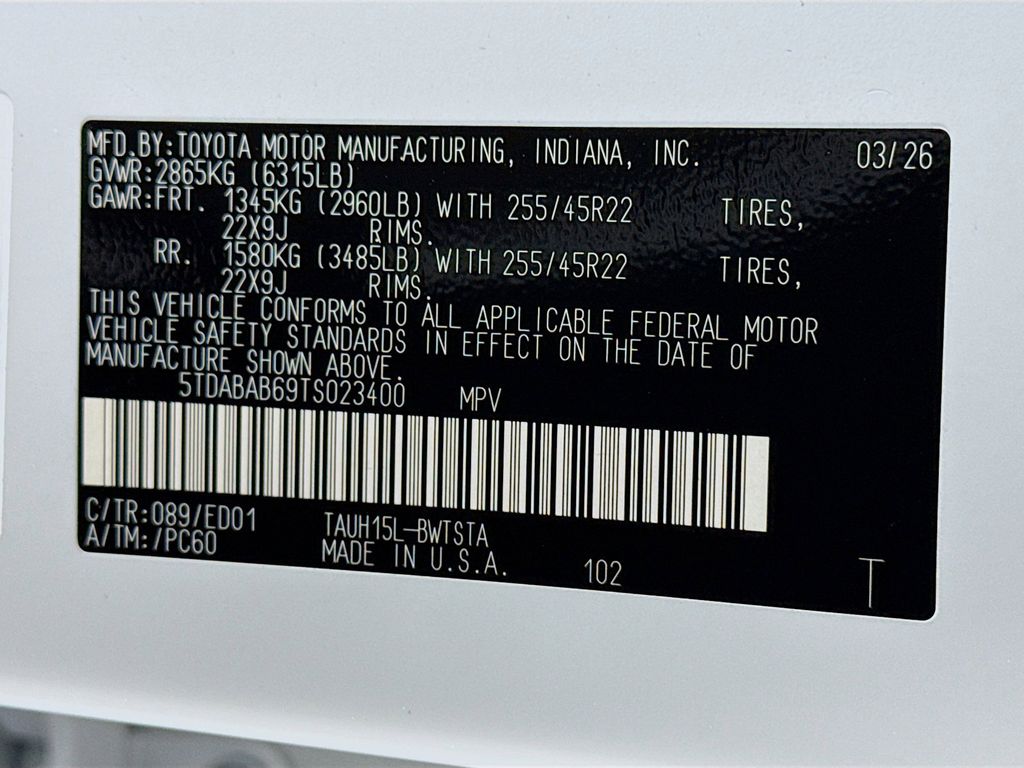 MFD.BY:TOYOTA MOTOR MANUFACTURING, INDIANA, INC. 03/26
GVWR:2865KG (6315LB)
GAWR:FRT. 1345KG (2960LB) WITH 255/45R22 TIRES,
22X9J RIMS.
RR. 1580KG (3485LB) WITH 255/45R22 TIRES,
22X9J RIMS.
THIS VEHICLE CONFORMS TO ALL APPLICABLE FEDERAL MOTOR
VEHICLE SAFETY STANDARDS IN EFFECT ON THE DATE OF
MANUFACTURE SHOWN ABOVE.
5TDABAB69TS023400 MPV
C/TR:089/ED01 TAUH15L-BWTSTA
A/TM:/PC60 MADE IN U.S.A. 102 T